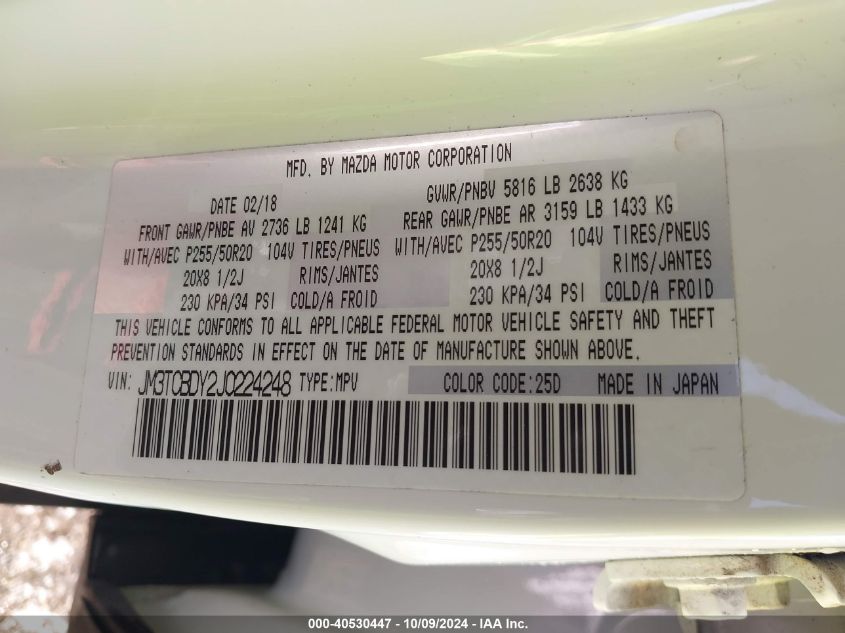 MFD. BY MAZDA MOTOR CORPORATION
DATE 02/18 GVWR/PNBV 5816 LB 2638 KG
FRONT GAWR/PNBE AV 2736 LB 1241 KG REAR GAWR/PNBE AR 3159 LB 1433 KG
WITH/AVEC P255/50R20 104V TIRES/PNEUS WITH/AVEC P255/50R20 104V TIRES/PNEUS
20X8 1/2J RIMS/JANTES 20X8 1/2J RIMS/JANTES
230 KPA/34 PSI COLD/A FROID 230 KPA/34 PSI COLD/A FROID
THIS VEHICLE CONFORMS TO ALL APPLICABLE FEDERAL MOTOR VEHICLE SAFETY AND THEFT
PREVENTION STANDARDS IN EFFECT ON THE DATE OF MANUFACTURE SHOWN ABOVE.
VIN: JM3TCBDY2J0224248 TYPE:MPV COLOR CODE:25D MADE IN JAPAN
000-40530447 - 10/09/2024 - IAA Inc.